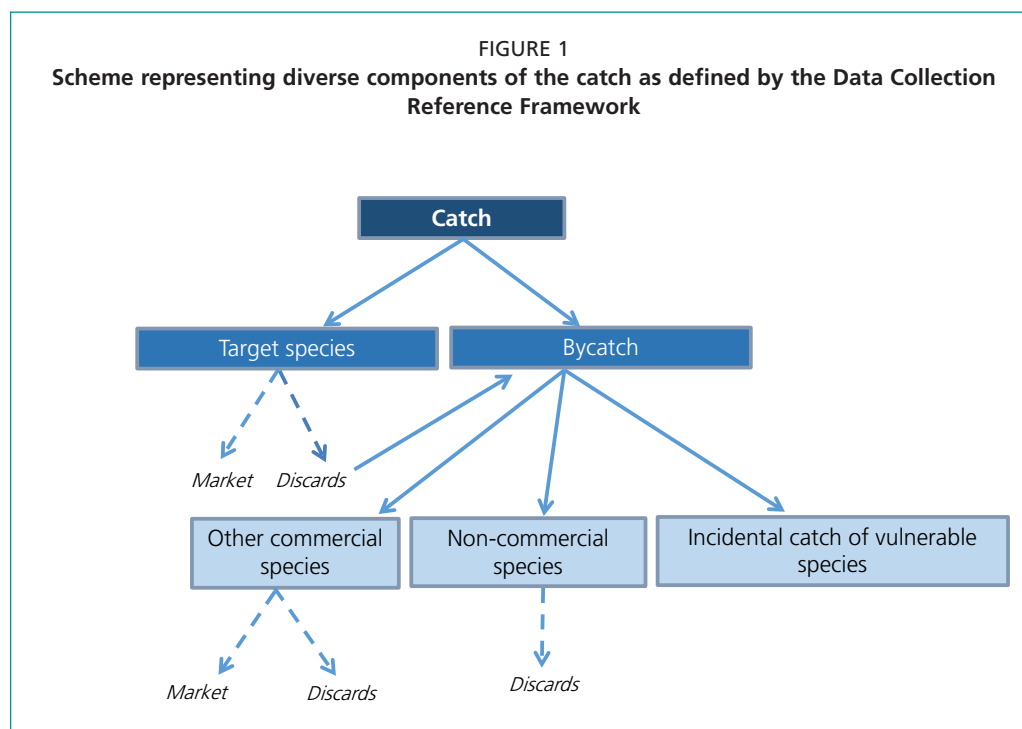 FIGURE 1
Scheme representing diverse components of the catch as defined by the Data Collection
Reference Framework
Catch
Target species
Bycatch
Market
Discards
Other commercial
species
Non-commercial
species
Incidental catch of vulnerable
species
Market
Discards
Discards